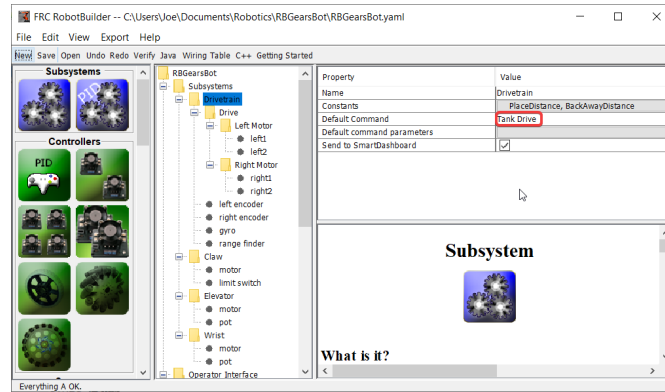 FRC RobotBuilder -- C:\Users\Joe\Documents\Robotics\RBGearsBot\RBGearsBot.yaml
File Edit View Export Help
New Save Open Undo Redo Verify Java Wiring Table C++ Getting Started
Subsystems
PID
Controllers
PID
RBGearsBot
Subsystems
Drivetrain
Drive
Left Motor
left1
left2
Right Motor
right1
right2
left encoder
right encoder
gyro
range finder
Claw
motor
limit switch
Elevator
motor
pot
Wrist
motor
pot
Operator Interface
Property Value
Name Drivetrain
Constants PlaceDistance, BackAwayDistance
Default Command Tank Drive
Default command parameters
Send to SmartDashboard
Subsystem
What is it?
Everything A OK.